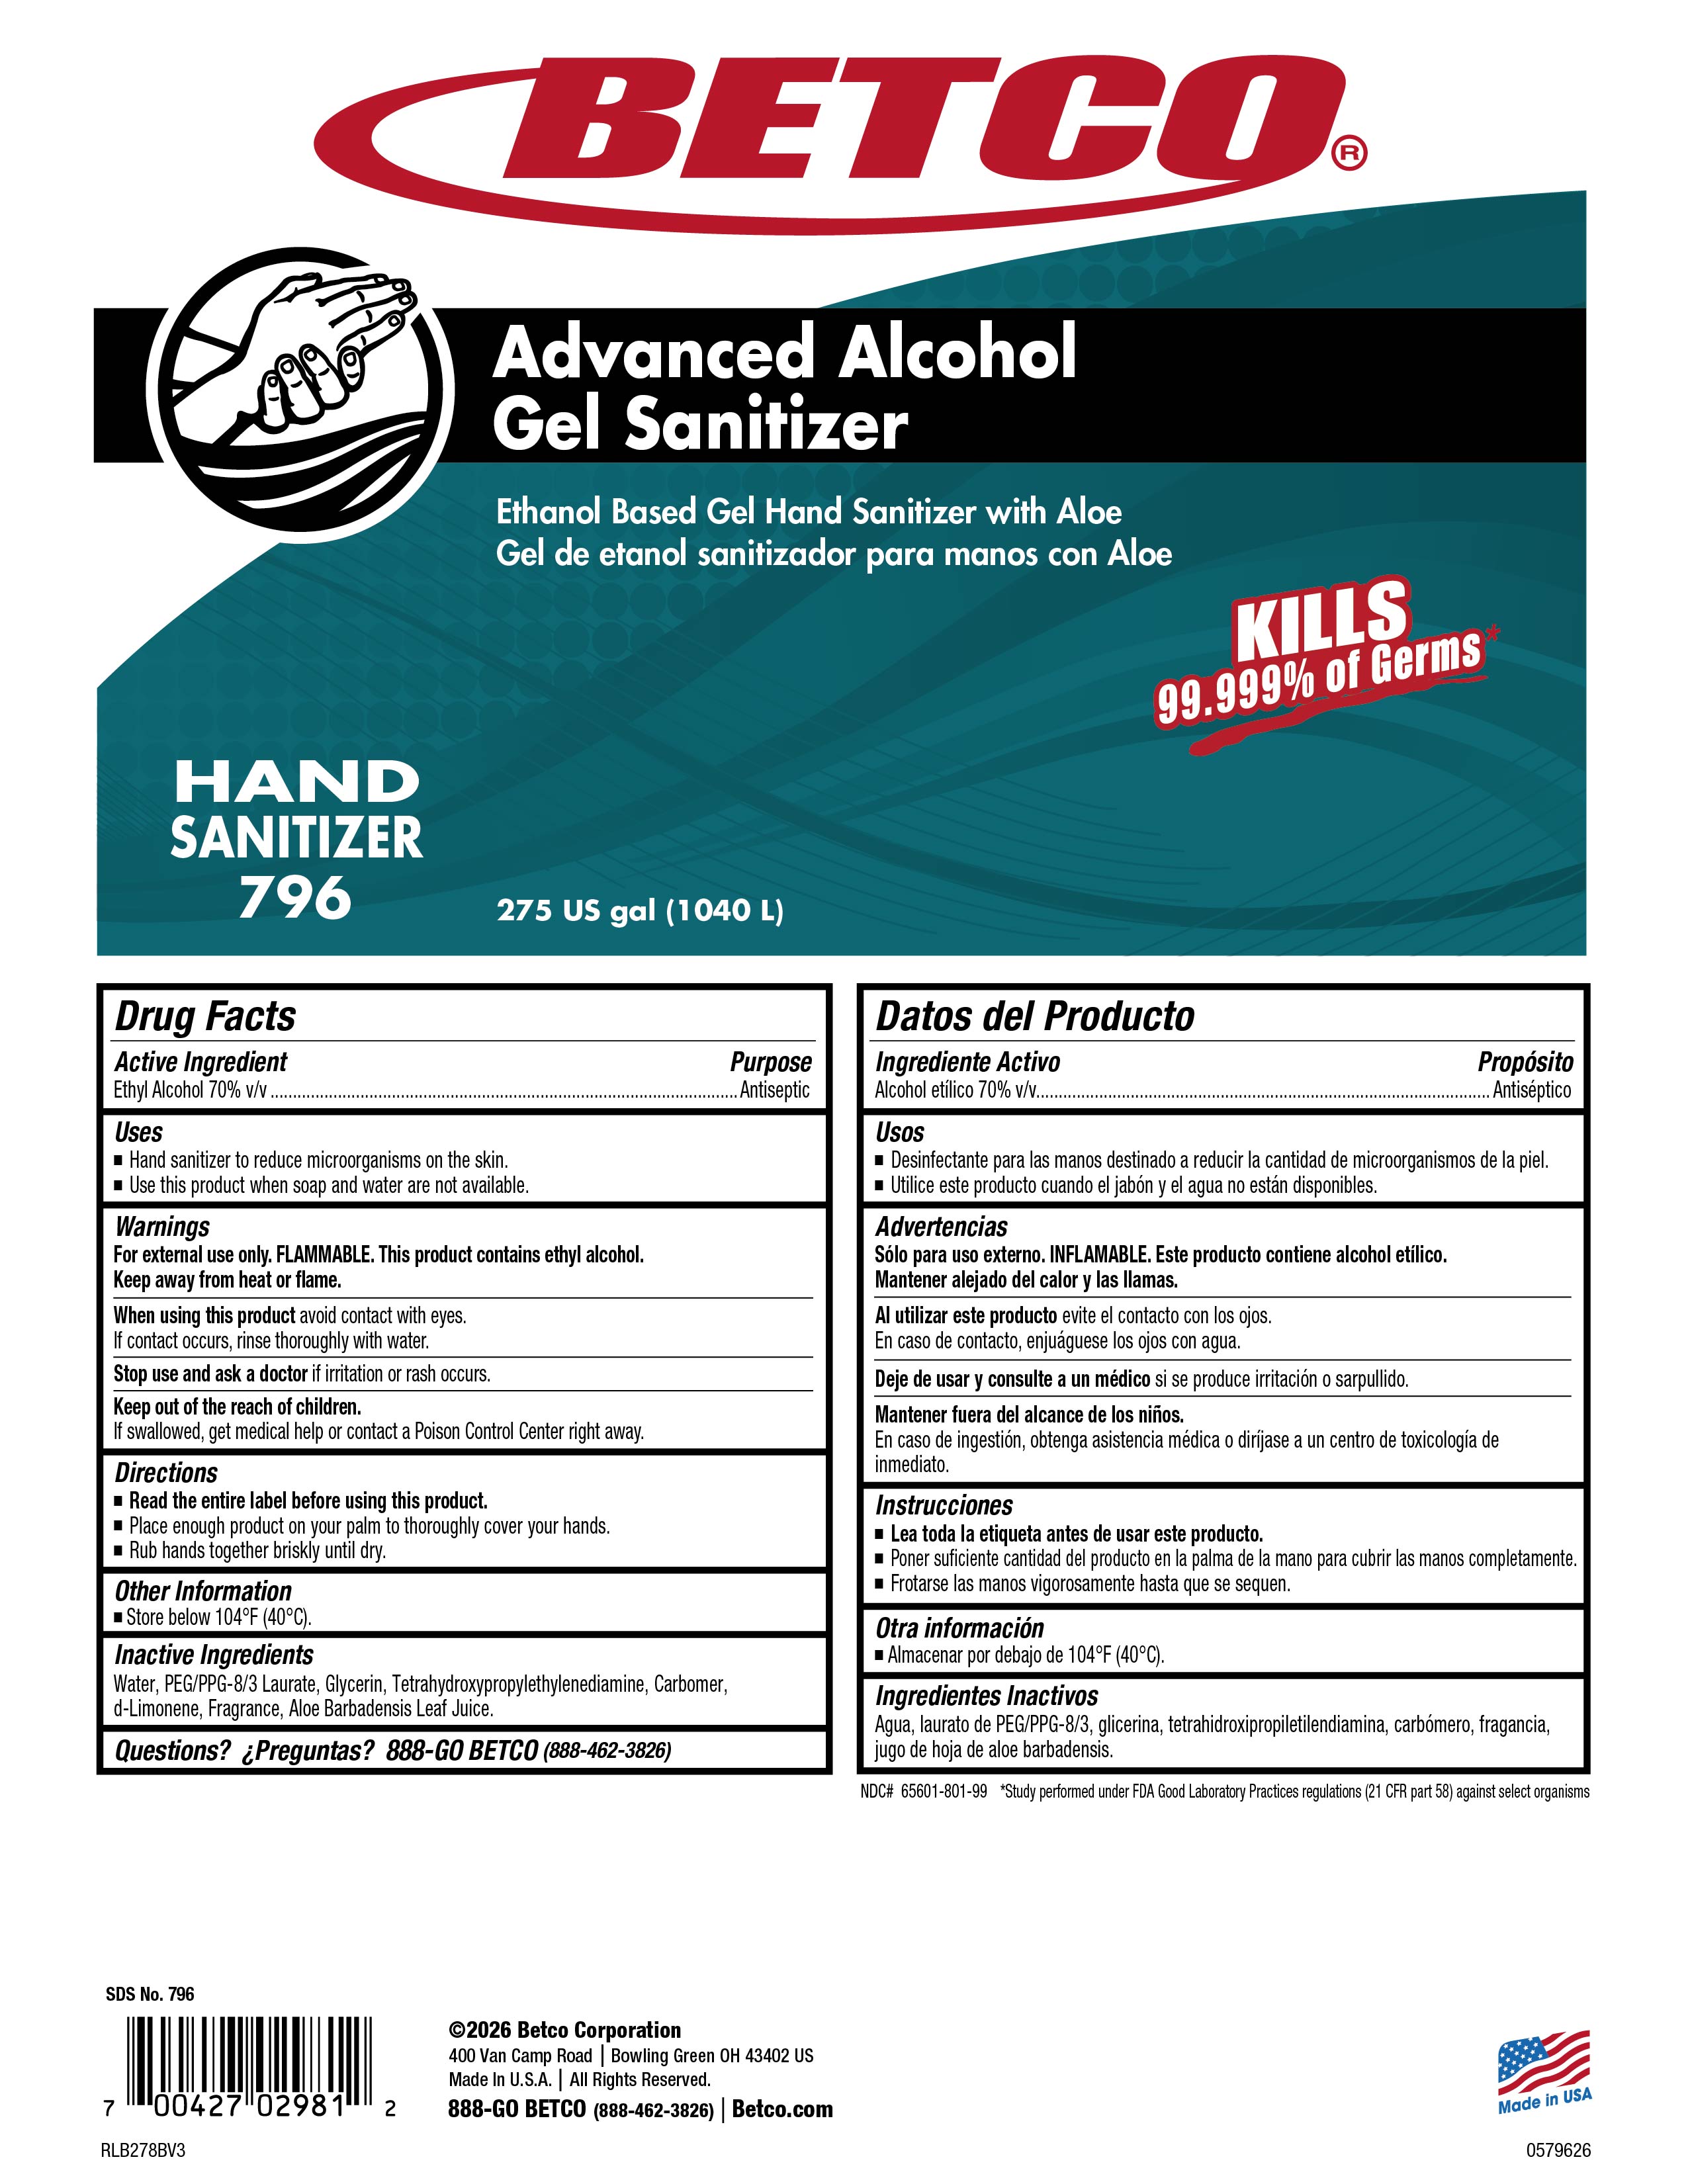 BETCO®
Advanced Alcohol
Gel Sanitizer
Ethanol Based Gel Hand Sanitizer with Aloe
Gel de etanol sanitizador para manos con Aloe
KILLS
99.999% of Germs*
HAND
SANITIZER
796
275 US gal (1040 L)
Drug Facts
Active Ingredient Purpose
Ethyl Alcohol 70% v/v ........ Antiseptic
Uses
▪ Hand sanitizer to reduce microorganisms on the skin.
▪ Use this product when soap and water are not available.
Warnings
For external use only. FLAMMABLE. This product contains ethyl alcohol.
Keep away from heat or flame.
When using this product avoid contact with eyes.
If contact occurs, rinse thoroughly with water.
Stop use and ask a doctor if irritation or rash occurs.
Keep out of the reach of children.
If swallowed, get medical help or contact a Poison Control Center right away.
Directions
▪ Read the entire label before using this product.
▪ Place enough product on your palm to thoroughly cover your hands.
▪ Rub hands together briskly until dry.
Other Information
▪ Store below 104°F (40°C).
Inactive Ingredients
Water, PEG/PPG-8/3 Laurate, Glycerin, Tetrahydroxypropylethylenediamine, Carbomer,
d-Limonene, Fragrance, Aloe Barbadensis Leaf Juice.
Questions? ¿Preguntas? 888-GO BETCO (888-462-3826)
Datos del Producto
Ingrediente Activo Propósito
Alcohol etílico 70% v/v........ Antiséptico
Usos
▪ Desinfectante para las manos destinado a reducir la cantidad de microorganismos de la piel.
▪ Utilice este producto cuando el jabón y el agua no están disponibles.
Advertencias
Sólo para uso externo. INFLAMABLE. Este producto contiene alcohol etílico.
Mantener alejado del calor y las llamas.
Al utilizar este producto evite el contacto con los ojos.
En caso de contacto, enjuáguese los ojos con agua.
Deje de usar y consulte a un médico si se produce irritación o sarpullido.
Mantener fuera del alcance de los niños.
En caso de ingestión, obtenga asistencia médica o diríjase a un centro de toxicología de
inmediato.
Instrucciones
▪ Lea toda la etiqueta antes de usar este producto.
▪ Poner suficiente cantidad del producto en la palma de la mano para cubrir las manos completamente.
▪ Frotarse las manos vigorosamente hasta que se sequen.
Otra información
▪ Almacenar por debajo de 104°F (40°C).
Ingredientes Inactivos
Agua, laurato de PEG/PPG-8/3, glicerina, tetrahidroxipropiletilendiamina, carbómero, fragancia,
jugo de hoja de aloe barbadensis.
NDC# 65601-801-99 *Study performed under FDA Good Laboratory Practices regulations (21 CFR part 58) against select organisms
SDS No. 796
7 00427 02981 2
RLB278BV3
©2026 Betco Corporation
400 Van Camp Road | Bowling Green OH 43402 US
Made In U.S.A. | All Rights Reserved.
888-GO BETCO (888-462-3826) | Betco.com
Made in USA
0579626